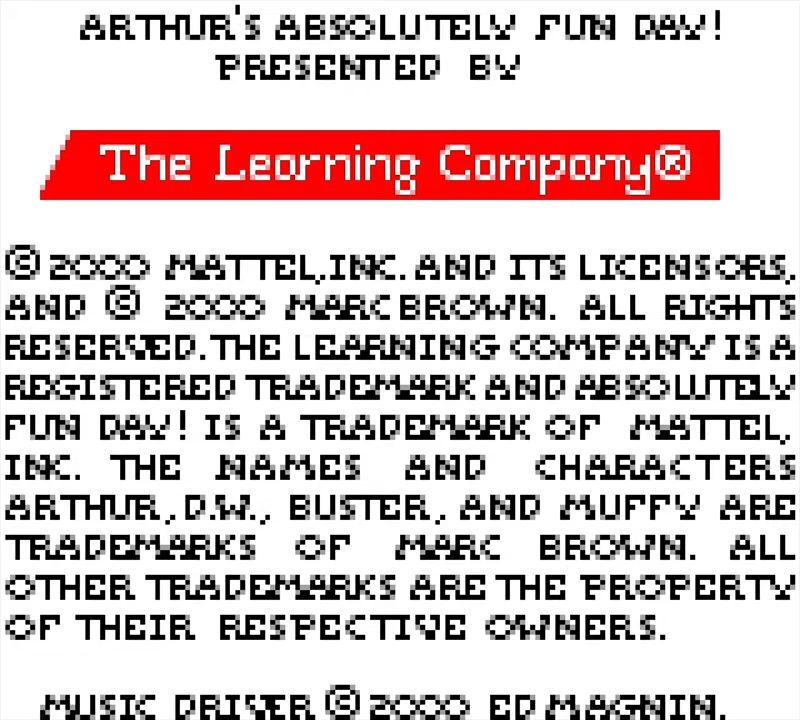 ARTHUR'S ABSOLUTELY FUN DAY!
PRESENTED BY
The Learning Company®
© 2000 MATTEL, INC. AND ITS LICENSORS,
AND © 2000 MARC BROWN. ALL RIGHTS
RESERVED. THE LEARNING COMPANY IS A
REGISTERED TRADEMARK AND ABSOLUTELY
FUN DAY! IS A TRADEMARK OF MATTEL,
INC. THE NAMES AND CHARACTERS
ARTHUR, D.W., BUSTER, AND MUFFY ARE
TRADEMARKS OF MARC BROWN. ALL
OTHER TRADEMARKS ARE THE PROPERTY
OF THEIR RESPECTIVE OWNERS.
MUSIC DRIVER © 2000 ED MAGNIN.